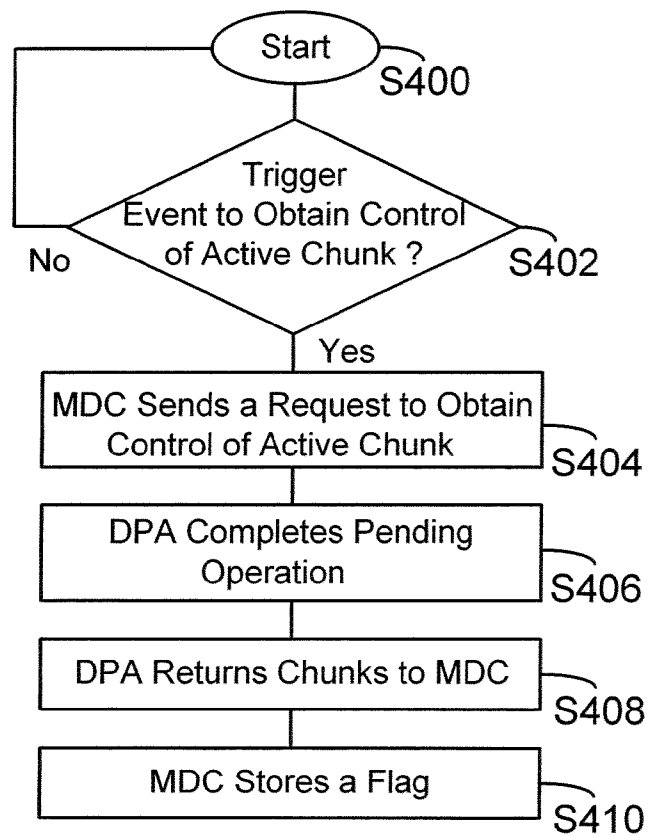 Start
S400
Trigger
Event to Obtain Control
of Active Chunk ?
S402
No
Yes
MDC Sends a Request to Obtain
Control of Active Chunk
S404
DPA Completes Pending
Operation
S406
DPA Returns Chunks to MDC
S408
MDC Stores a Flag
S410